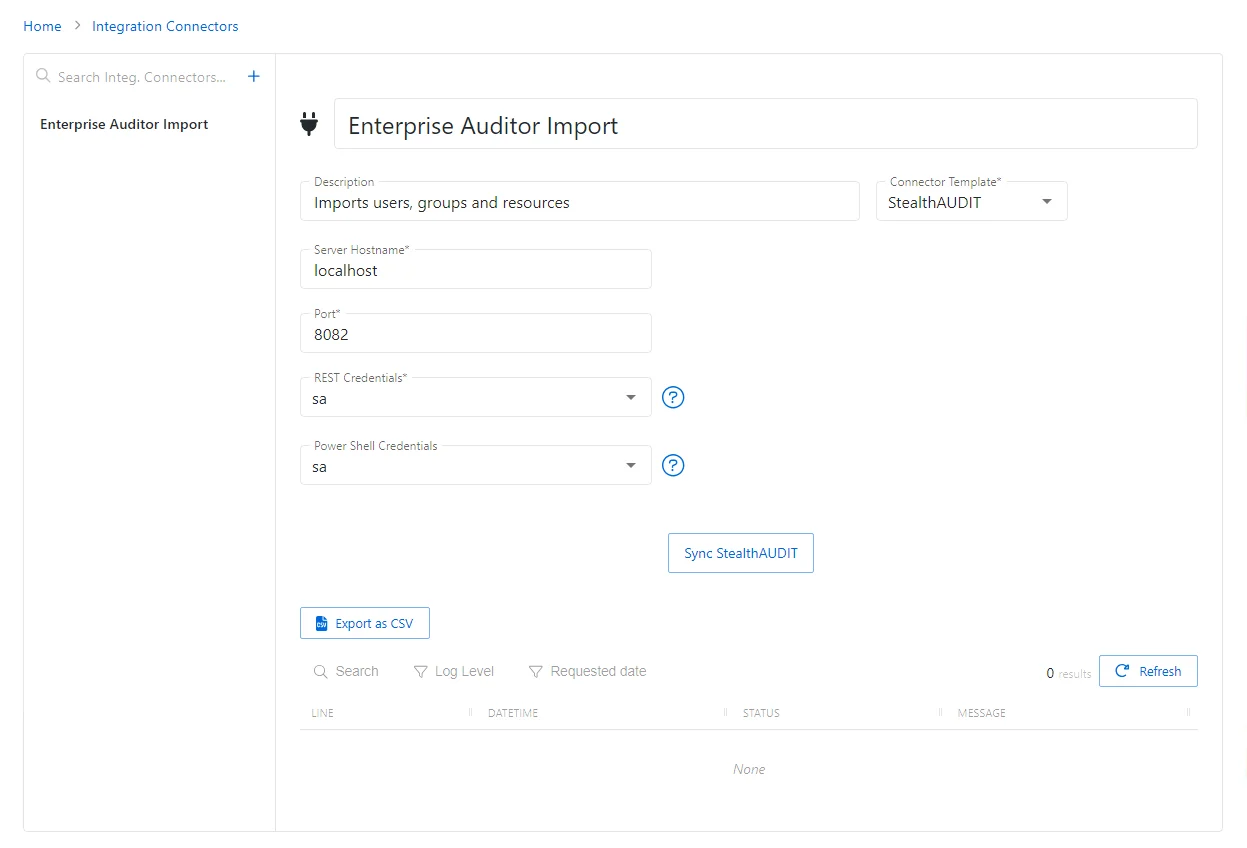 Home > Integration Connectors
Search Integ. Connectors... +
Enterprise Auditor Import
Enterprise Auditor Import
Description
Imports users, groups and resources
Connector Template*
StealthAUDIT
Server Hostname*
localhost
Port*
8082
REST Credentials*
sa
?
Power Shell Credentials
sa
?
Sync StealthAUDIT
CSV Export as CSV
Search Log Level Requested date 0 results Refresh
LINE DATETIME STATUS MESSAGE
None